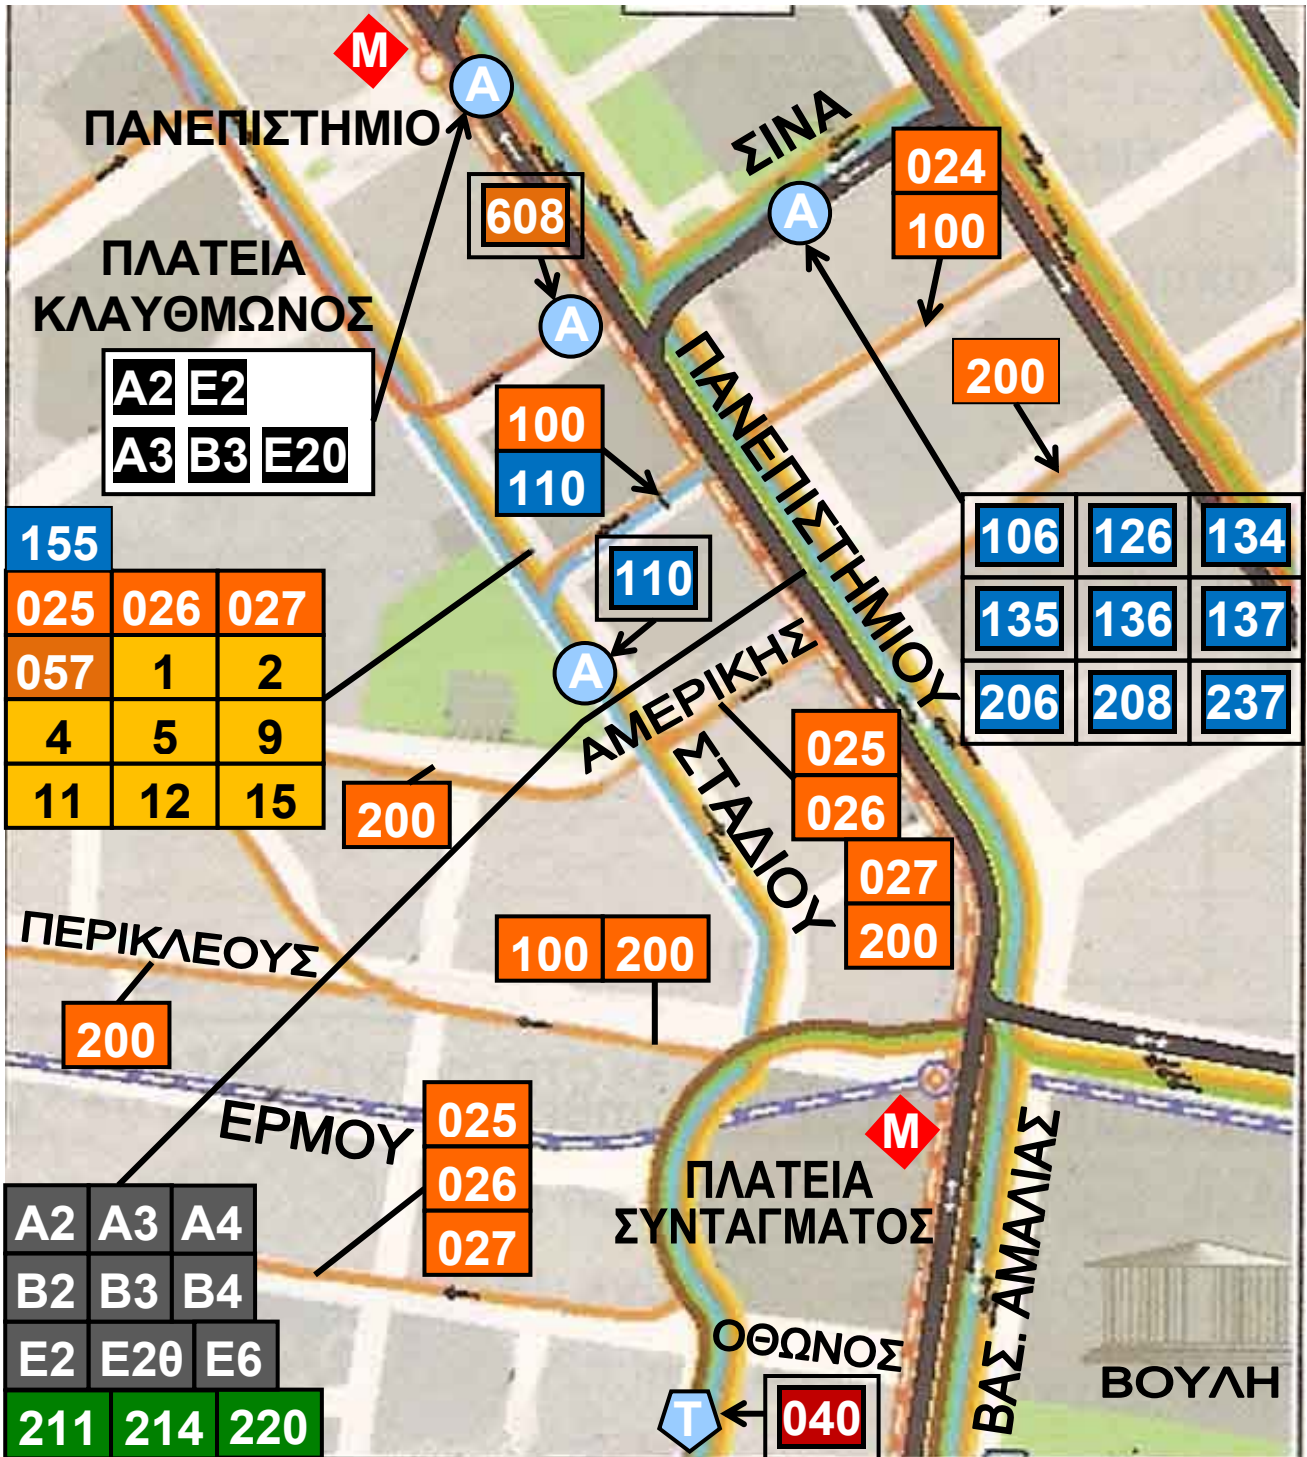 M
A
ΠΑΝΕΠΙΣΤΗΜΙΟ
ΣΙΝΑ
024
100
608
A
A
ΠΛΑΤΕΙΑ
ΚΛΑΥΘΜΩΝΟΣ
A2 E2
A3 B3 E20
200
100
110
ΠΑΝΕΠΙΣΤΗΜΙΟΥ
106 126 134
135 136 137
206 208 237
155
025 026 027
057 1 2
4 5 9
11 12 15
110
A
ΑΜΕΡΙΚΗΣ
ΣΤΑΔΙΟΥ
025
026
027
200
200
ΠΕΡΙΚΛΕΟΥΣ
200
100 200
ΕΡΜΟΥ
025
026
027
M
ΠΛΑΤΕΙΑ
ΣΥΝΤΑΓΜΑΤΟΣ
ΒΑΣ. ΑΜΑΛΙΑΣ
A2 A3 A4
B2 B3 B4
E2 E2θ E6
211 214 220
ΟΘΩΝΟΣ
T
040
ΒΟΥΛΗ